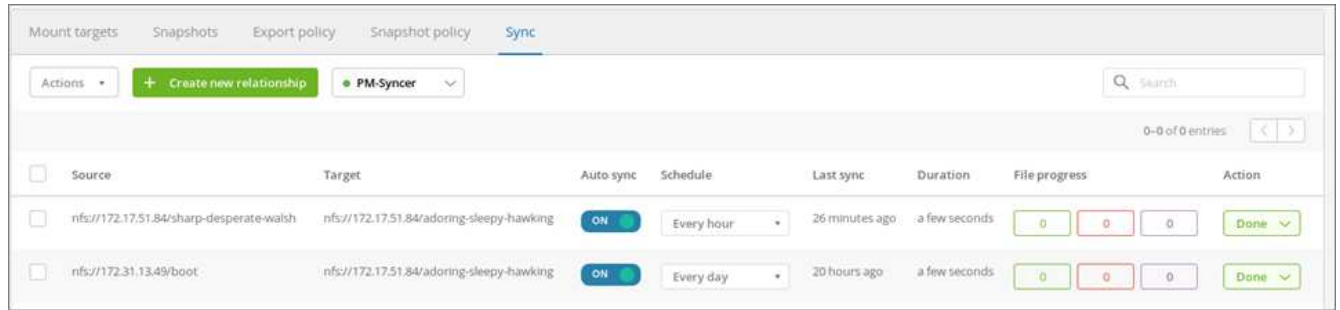 Mount targets Snapshots Export policy Snapshot policy Sync
Actions + Create new relationship PM-Syncer Search
0–0 of 0 entries < >
Source Target Auto sync Schedule Last sync Duration File progress Action
nfs://172.17.51.84/sharp-desperate-walsh nfs://172.17.51.84/adoring-sleepy-hawking ON Every hour 26 minutes ago a few seconds 0 0 0 Done
nfs://172.31.13.49/boot nfs://172.17.51.84/adoring-sleepy-hawking ON Every day 20 hours ago a few seconds 0 0 0 Done